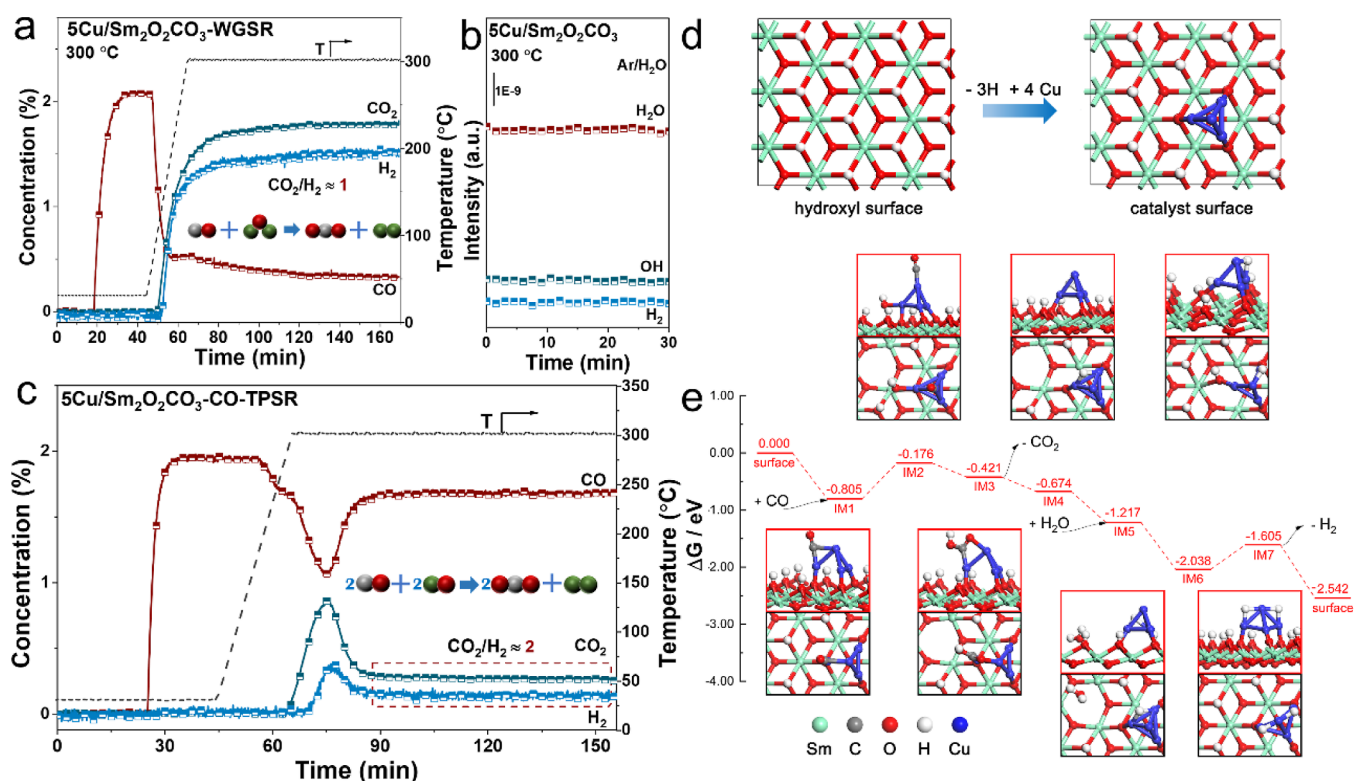 a
5Cu/Sm₂O₂CO₃-WGSR
300 °C
T
CO₂
H₂
CO₂/H₂ ≈ 1
CO
Concentration (%)
2
1
0
Temperature (°C)
300
200
100
0
0 20 40 60 80 100 120 140 160
Time (min)
b
5Cu/Sm₂O₂CO₃
300 °C
Ar/H₂O
1E-9
H₂O
OH
H₂
Intensity (a.u.)
0 10 20 30
Time (min)
c
5Cu/Sm₂O₂CO₃-CO-TPSR
T
CO
2 + 2 2 +
CO₂/H₂ ≈ 2
CO₂
H₂
Concentration (%)
2
1
0
Temperature (°C)
350
300
250
200
150
100
50
0
0 30 60 90 120 150
Time (min)
d
- 3H + 4 Cu
hydroxyl surface
catalyst surface
e
ΔG / eV
1.00
0.00
-1.00
-2.00
-3.00
-4.00
0.000
surface
+ CO
-0.805
IM1
-0.176
IM2
-0.421
IM3
- CO₂
-0.674
IM4
+ H₂O
-1.217
IM5
-2.038
IM6
-1.605
IM7
- H₂
-2.542
surface
Sm C O H Cu